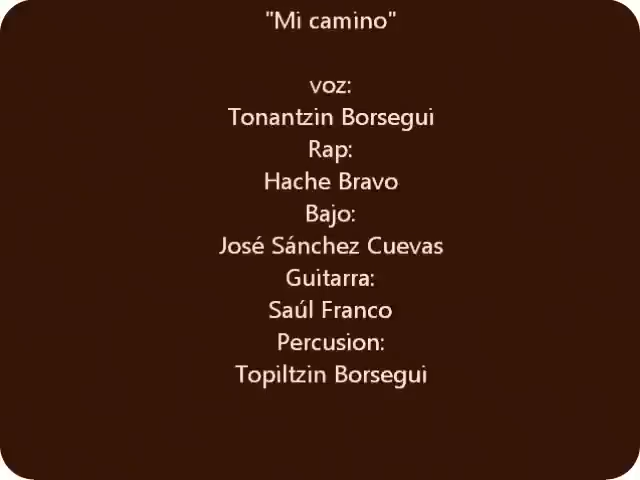 "Mi camino"
voz:
Tonantzin Borsegui
Rap:
Hache Bravo
Bajo:
José Sánchez Cuevas
Guitarra:
Saúl Franco
Percusion:
Topiltzin Borsegui